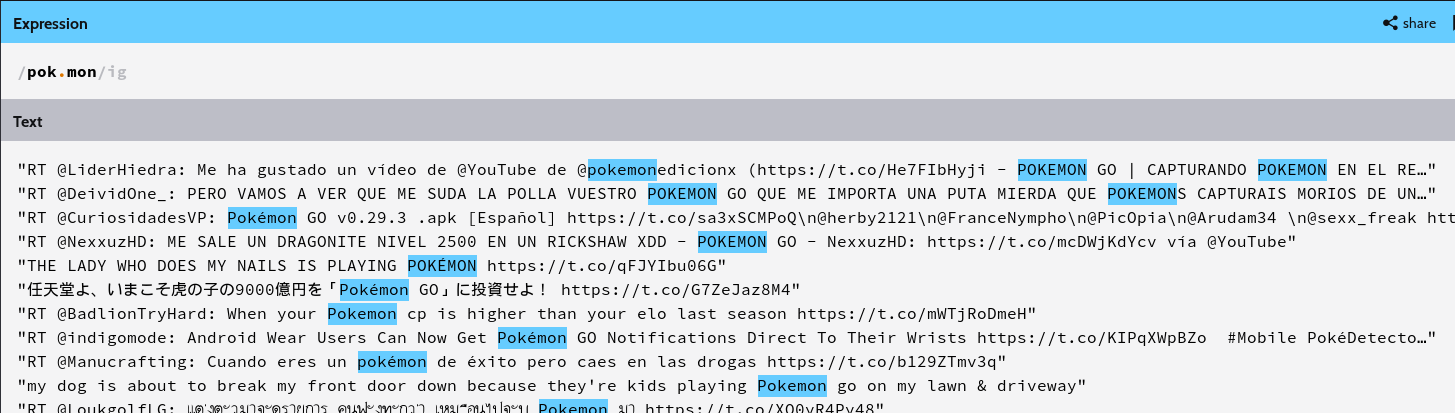 Expression
share
/pok.mon/ig
Text
"RT @LiderHiedra: Me ha gustado un vídeo de @YouTube de @pokemonedicionx (https://t.co/He7FIbHyji - POKEMON GO | CAPTURANDO POKEMON EN EL RE…"
"RT @DeividOne_: PERO VAMOS A VER QUE ME SUDA LA POLLA VUESTRO POKEMON GO QUE ME IMPORTA UNA PUTA MIERDA QUE POKEMONS CAPTURAIS MORIOS DE UN…"
"RT @CuriosidadesVP: Pokémon GO v0.29.3 .apk [Español] https://t.co/sa3xSCMPoQ\n@herby2121\n@FranceNympho\n@PicOpia\n@Arudam34 \n@sexx_freak htt
"RT @NexxuzHD: ME SALE UN DRAGONITE NIVEL 2500 EN UN RICKSHAW XDD - POKEMON GO - NexxuzHD: https://t.co/mcDWjKdYcv vía @YouTube"
"THE LADY WHO DOES MY NAILS IS PLAYING POKÉMON https://t.co/qFJYIbu06G"
"任天堂よ、いまこそ虎の子の9000億円を「Pokémon GO」に投資せよ！ https://t.co/G7ZeJaz8M4"
"RT @BadlionTryHard: When your Pokemon cp is higher than your elo last season https://t.co/mWTjRoDmeH"
"RT @indigomode: Android Wear Users Can Now Get Pokémon GO Notifications Direct To Their Wrists https://t.co/KIPqXWpBZo  #Mobile PokéDetecto…"
"RT @Manucrafting: Cuando eres un pokémon de éxito pero caes en las drogas https://t.co/b129ZTmv3q"
"my dog is about to break my front door down because they're kids playing Pokemon go on my lawn & driveway"
"RT @LoukgolfLG: Pokemon มา https://t.co/XO0yR4Py48"